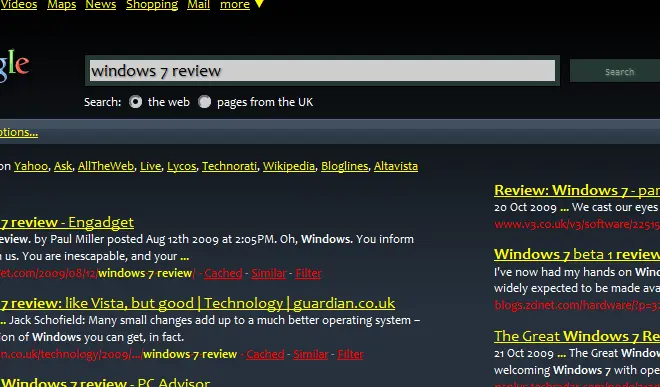 Videos Maps News Shopping Mail more ▼
gle
windows 7 review
Search
Search: the web pages from the UK
ptions...
on Yahoo, Ask, AllTheWeb, Live, Lycos, Technorati, Wikipedia, Bloglines, Altavista
7 review - Engadget
eview. by Paul Miller posted Aug 12th 2009 at 2:05PM. Oh, Windows. You inform
n us. You are inescapable, and your ...
net.com/2009/08/12/windows 7 review/ - Cached - Similar - Filter
7 review: like Vista, but good | Technology | guardian.co.uk
... Jack Schofield: Many small changes add up to a much better operating system –
ion of Windows you can get, in fact.
n.co.uk/technology/2009/.../windows 7 review - Cached - Similar - Filter
Windows 7 review - PC Advisor
Review: Windows 7 - par
20 Oct 2009 ... We cast our eyes
www.v3.co.uk/v3/software/22515
Windows 7 beta 1 review
I've now had my hands on Wind
widely expected to be made ava
blogs.zdnet.com/hardware/?p=3
The Great Windows 7 Re
21 Oct 2009 ... The Great Window
welcoming Windows 7 with ope